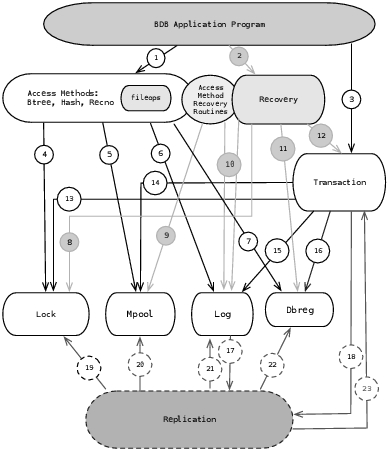 BDB Application Program
1
2
Access Methods:
Btree, Hash, Recno
fileops
Access
Method
Recovery
Routines
Recovery
3
12
4
5
6
10
11
Transaction
14
13
8
9
7
15
16
Lock
Mpool
Log
Dbreg
19
20
21
17
22
18
23
Replication